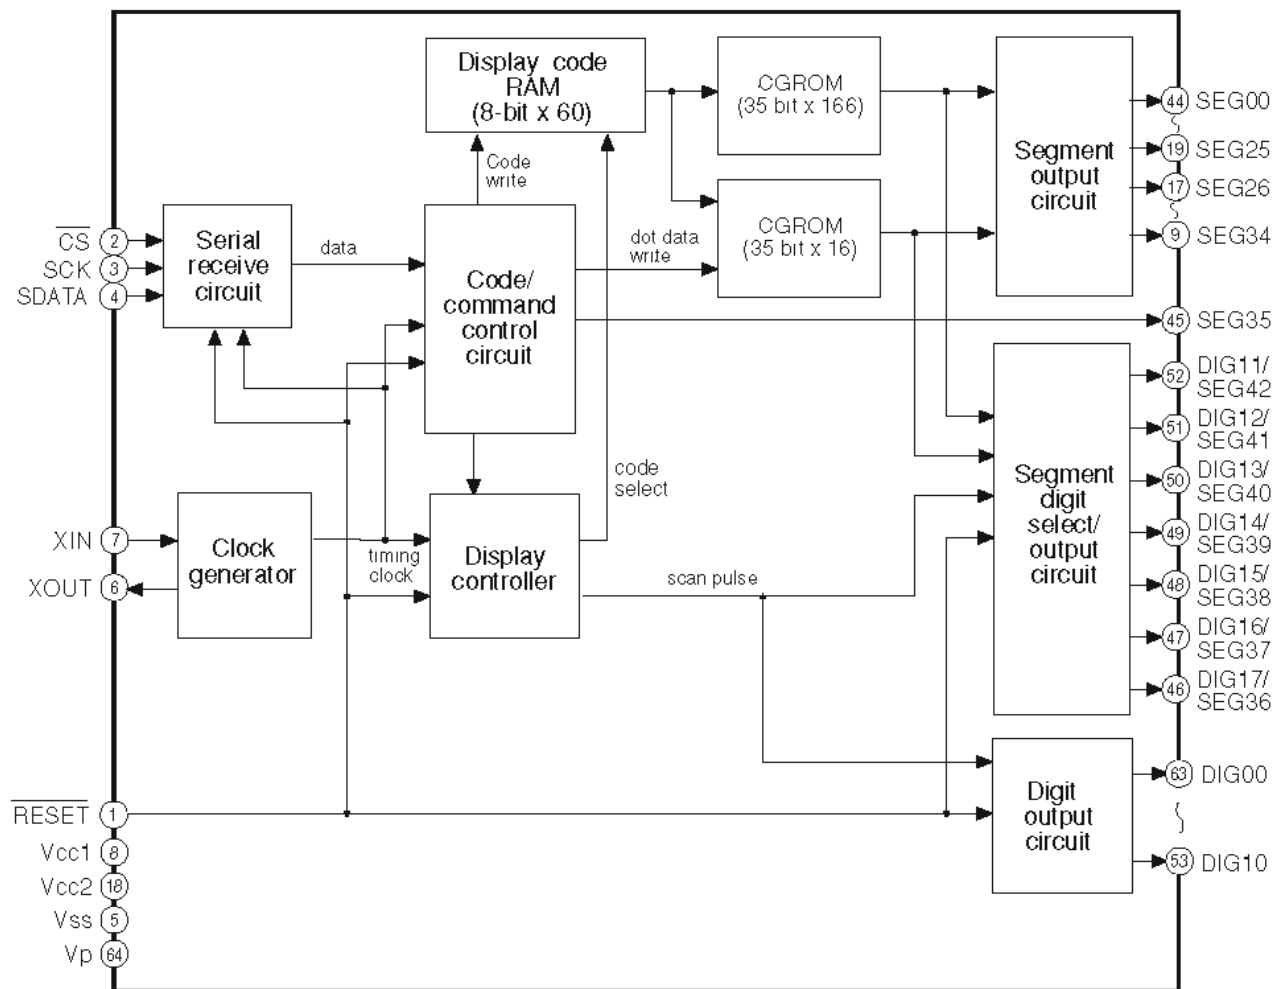 Display code
RAM
(8-bit x 60)
CGROM
(35 bit x 166)
CGROM
(35 bit x 16)
Segment
output
circuit
44 SEG00
19 SEG25
17 SEG26
9 SEG34
45 SEG35
Code
write
dot data
write
CS 2
SCK 3
SDATA 4
Serial
receive
circuit
data
Code/
command
control
circuit
code
select
52 DIG11/
SEG42
51 DIG12/
SEG41
50 DIG13/
SEG40
49 DIG14/
SEG39
48 DIG15/
SEG38
47 DIG16/
SEG37
46 DIG17/
SEG36
Segment
digit
select/
output
circuit
XIN 7
XOUT 6
Clock
generator
timing
clock
Display
controller
scan pulse
RESET 1
Vcc1 8
Vcc2 18
Vss 5
Vp 64
Digit
output
circuit
63 DIG00
53 DIG10